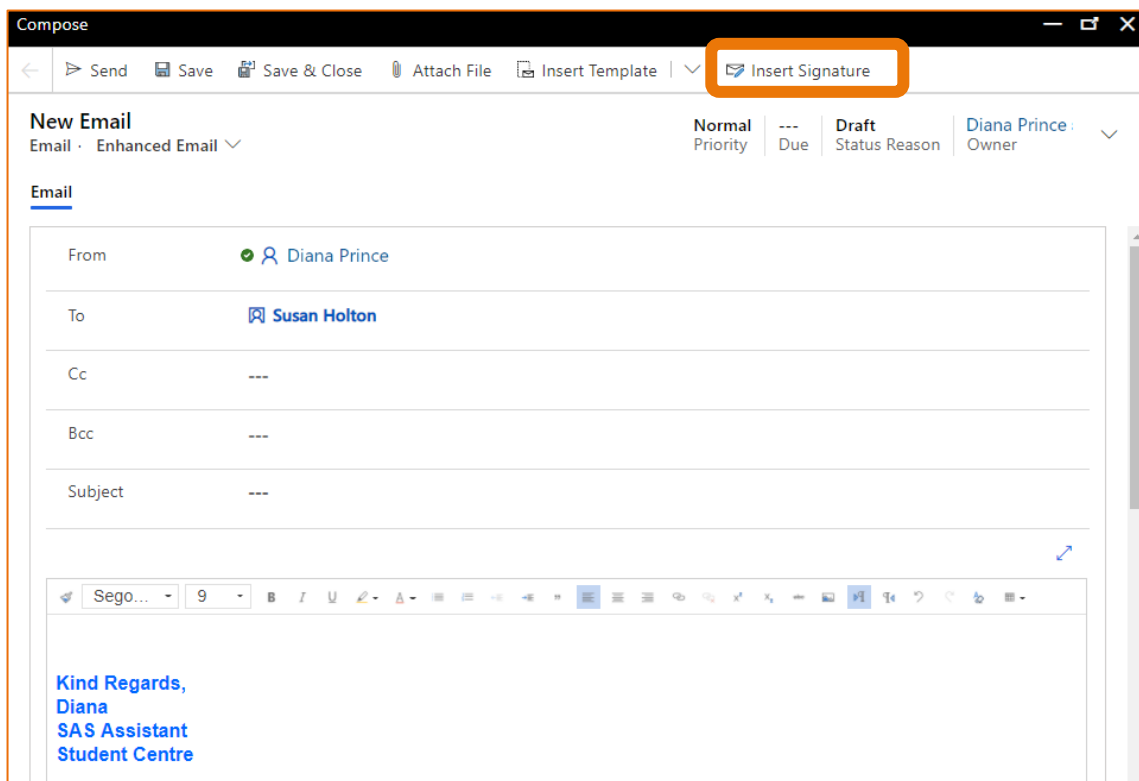 Compose
Send Save Save & Close Attach File Insert Template Insert Signature
New Email
Email · Enhanced Email
Normal --- Draft Diana Prince
Priority Due Status Reason Owner
Email
From Diana Prince
To Susan Holton
Cc ---
Bcc ---
Subject ---
Sego... 9 B I U A
Kind Regards,
Diana
SAS Assistant
Student Centre